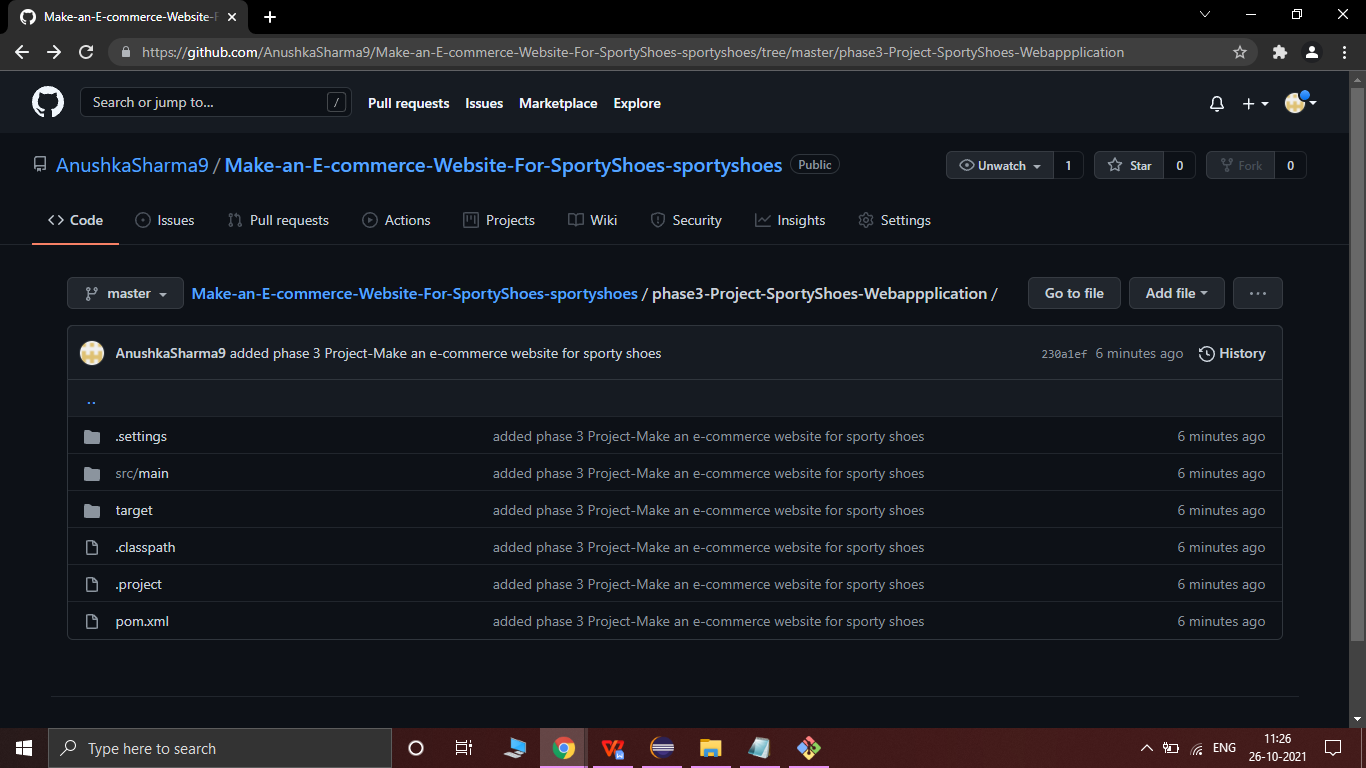 Make-an-E-commerce-Website-F
https://github.com/AnushkaSharma9/Make-an-E-commerce-Website-For-SportyShoes-sportyshoes/tree/master/phase3-Project-SportyShoes-Webappplication
Search or jump to... / Pull requests Issues Marketplace Explore
AnushkaSharma9 / Make-an-E-commerce-Website-For-SportyShoes-sportyshoes Public Unwatch 1 Star 0 Fork 0
Code Issues Pull requests Actions Projects Wiki Security Insights Settings
master Make-an-E-commerce-Website-For-SportyShoes-sportyshoes / phase3-Project-SportyShoes-Webappplication / Go to file Add file ...
AnushkaSharma9 added phase 3 Project-Make an e-commerce website for sporty shoes 230a1ef 6 minutes ago History
..
.settings added phase 3 Project-Make an e-commerce website for sporty shoes 6 minutes ago
src/main added phase 3 Project-Make an e-commerce website for sporty shoes 6 minutes ago
target added phase 3 Project-Make an e-commerce website for sporty shoes 6 minutes ago
.classpath added phase 3 Project-Make an e-commerce website for sporty shoes 6 minutes ago
.project added phase 3 Project-Make an e-commerce website for sporty shoes 6 minutes ago
pom.xml added phase 3 Project-Make an e-commerce website for sporty shoes 6 minutes ago
Type here to search ENG 11:26
26-10-2021